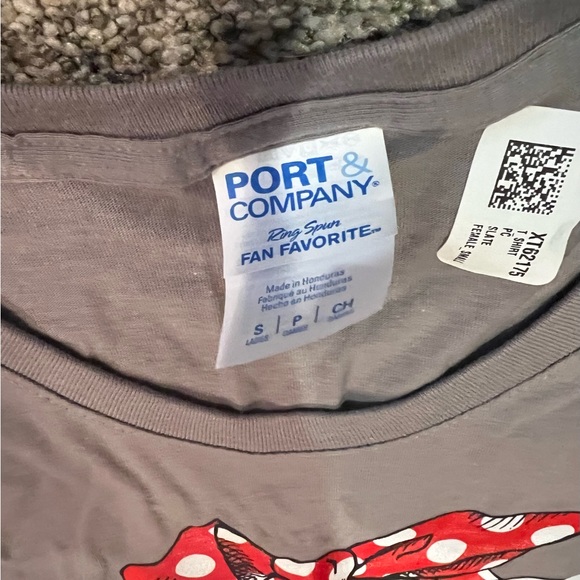 PORT &
COMPANY®
Ring Spun
FAN FAVORITE™
Made in Honduras
Fabriqué au Honduras
Hecho en Honduras
S | P | CH
LADIES
XT62175
T SHIRT
PC
SLATE
FEMALE